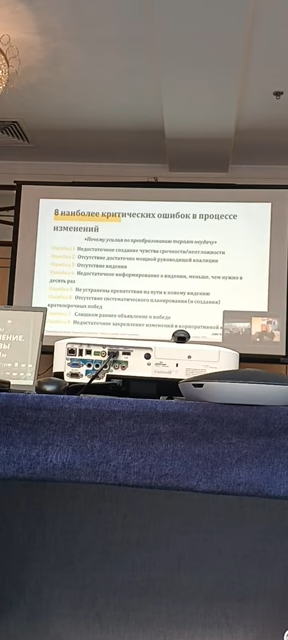 8 наиболее критических ошибок в процессе
изменений
«Почему усилия по преобразованию терпят неудачу»
Ошибка 1 Недостаточное создание чувства срочности/неотложности
Ошибка 2 Отсутствие достаточно мощной руководящей коалиции
Ошибка 3 Отсутствие видения
Ошибка 4 Недостаточное информирование о видении, меньше, чем нужно в
десять раз
Ошибка 5 Не устранены препятствия на пути к новому видению
Ошибка 6 Отсутствие систематического планирования (и создания)
краткосрочных побед
Ошибка 7 Слишком раннее объявление о победе
Ошибка 8 Недостаточное закрепление изменений в корпоративной